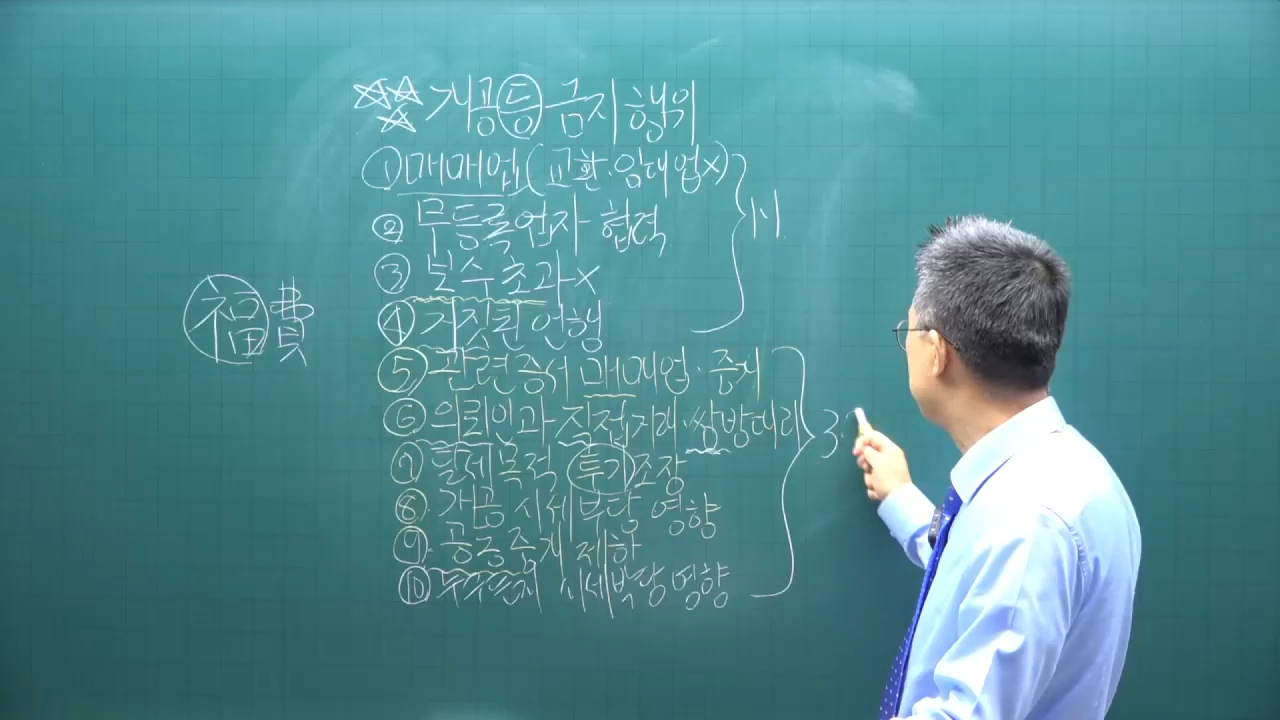 개공등 금지행위
① 매매업(교환·임대업×)
② 무등록업자 협력
1·1.
③ 보수초과×
福費
④ 거짓된 언행
⑤ 관련증서 매매업·중개
⑥ 의뢰인과 직접거래·쌍방대리
3·
⑦ 탈세목적 투기조장
⑧ 시세부당 영향
⑨ 공동중개 제한
⑩ 시세부당영향